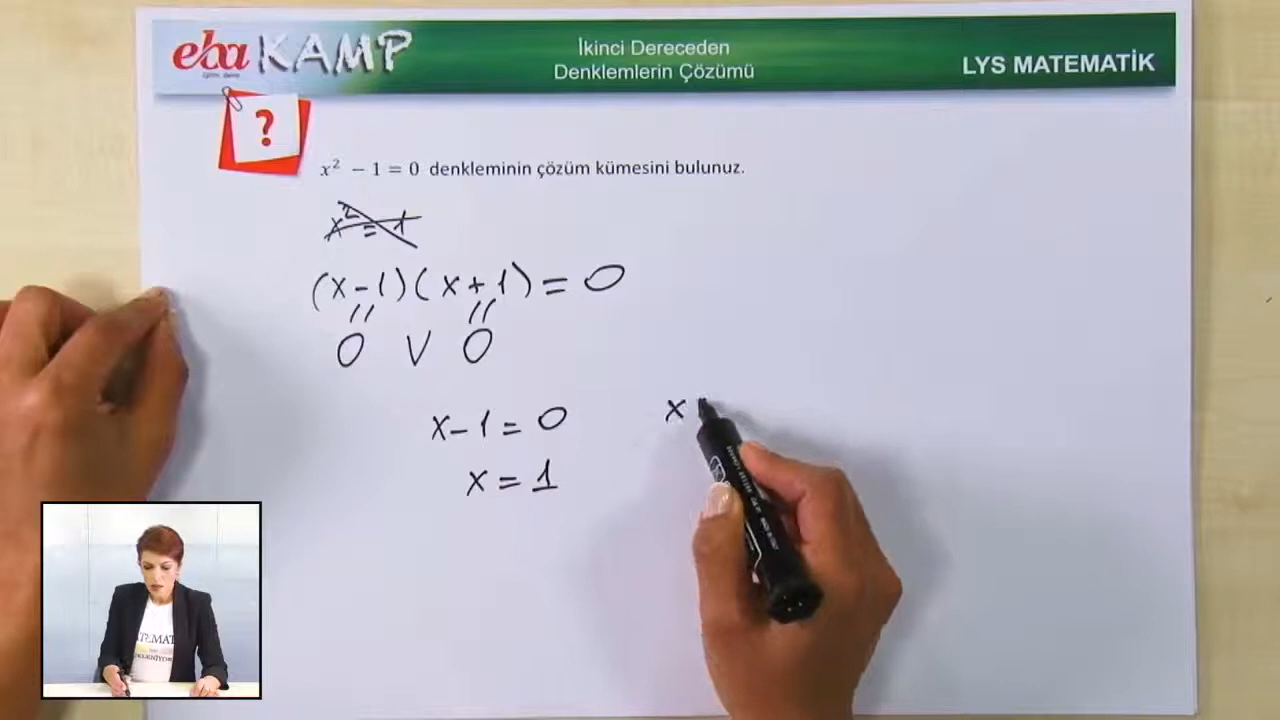 eba KAMP
İkinci Dereceden
Denklemlerin Çözümü
LYS MATEMATİK
?
x² − 1 = 0 denkleminin çözüm kümesini bulunuz.
x² = 1
(x-1)(x+1) = 0
0 V 0
x-1 = 0
x = 1
x